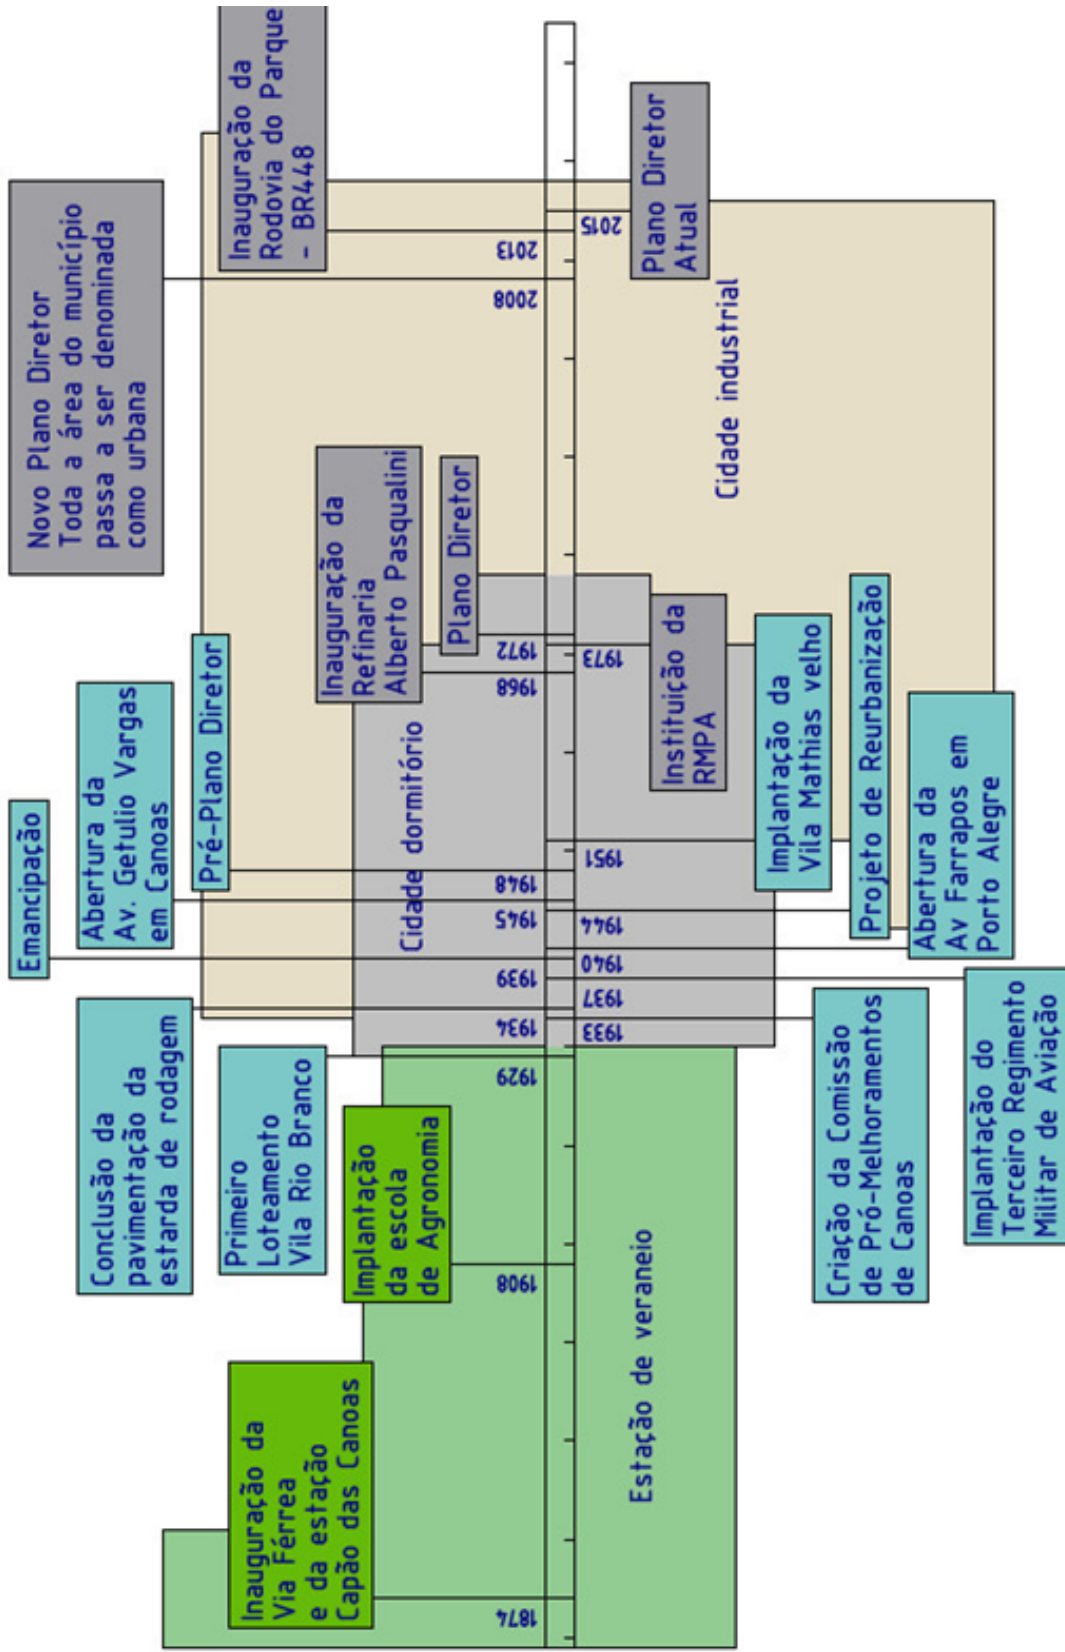 Novo Plano Diretor
Toda a área do município
passa a ser denominada
como urbana
Emancipação
Abertura da
Av. Getulio Vargas
em Canoas
Conclusão da
pavimentação da
estarda de rodagem
Pré-Plano Diretor
Inauguração da
Rodovia do Parque
- BR448
Primeiro
Loteamento
Vila Rio Branco
Inauguração da
Via Férrea
e da estação
Capão das Canoas
Inauguração da
Refinaria
Alberto Pasqualini
Implantação
da escola
de Agronomia
Cidade dormitório
Plano Diretor
1874
1908
1929
1934
1939
1945
1948
1968
1972
2008
2013
1933
1937
1940
1944
1951
1973
2015
Estação de veraneio
Plano Diretor
Atual
Instituição da
RMPA
Cidade industrial
Implantação da
Vila Mathias velho
Criação da Comissão
de Pró-Melhoramentos
de Canoas
Projeto de Reurbanização
Abertura da
Av Farrapos em
Porto Alegre
Implantação do
Terceiro Regimento
Militar de Aviação